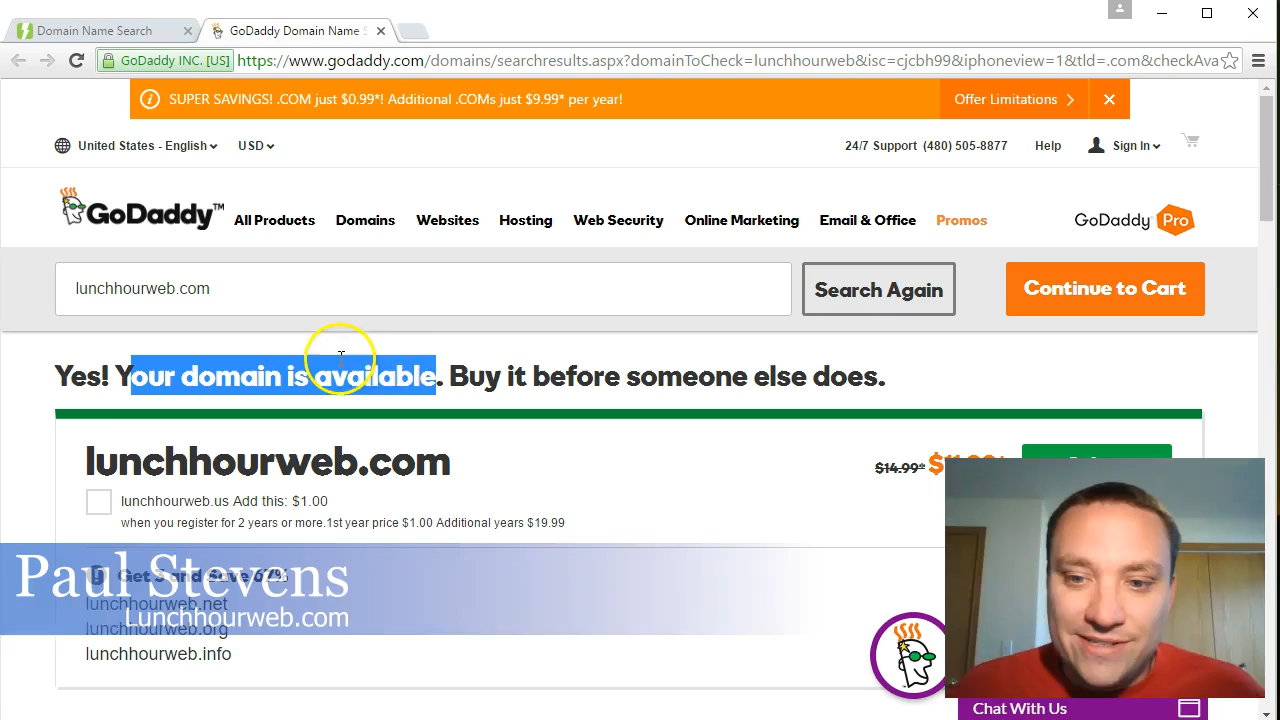 Domain Name Search
GoDaddy Domain Name S
GoDaddy INC. [US] https://www.godaddy.com/domains/searchresults.aspx?domainToCheck=lunchhourweb&isc=cjcbh99&iphoneview=1&tld=.com&checkAva
SUPER SAVINGS! .COM just $0.99*! Additional .COMs just $9.99* per year! Offer Limitations
United States - English USD 24/7 Support (480) 505-8877 Help Sign In
GoDaddy™ All Products Domains Websites Hosting Web Security Online Marketing Email & Office Promos GoDaddy Pro
lunchhourweb.com Search Again Continue to Cart
Yes! Your domain is available. Buy it before someone else does.
lunchhourweb.com $14.99*
lunchhourweb.us Add this: $1.00
when you register for 2 years or more.1st year price $1.00 Additional years $19.99
Get 3 and Save 67%
Paul Stevens
lunchhourweb.net
Lunchhourweb.com
lunchhourweb.org
lunchhourweb.info
Chat With Us